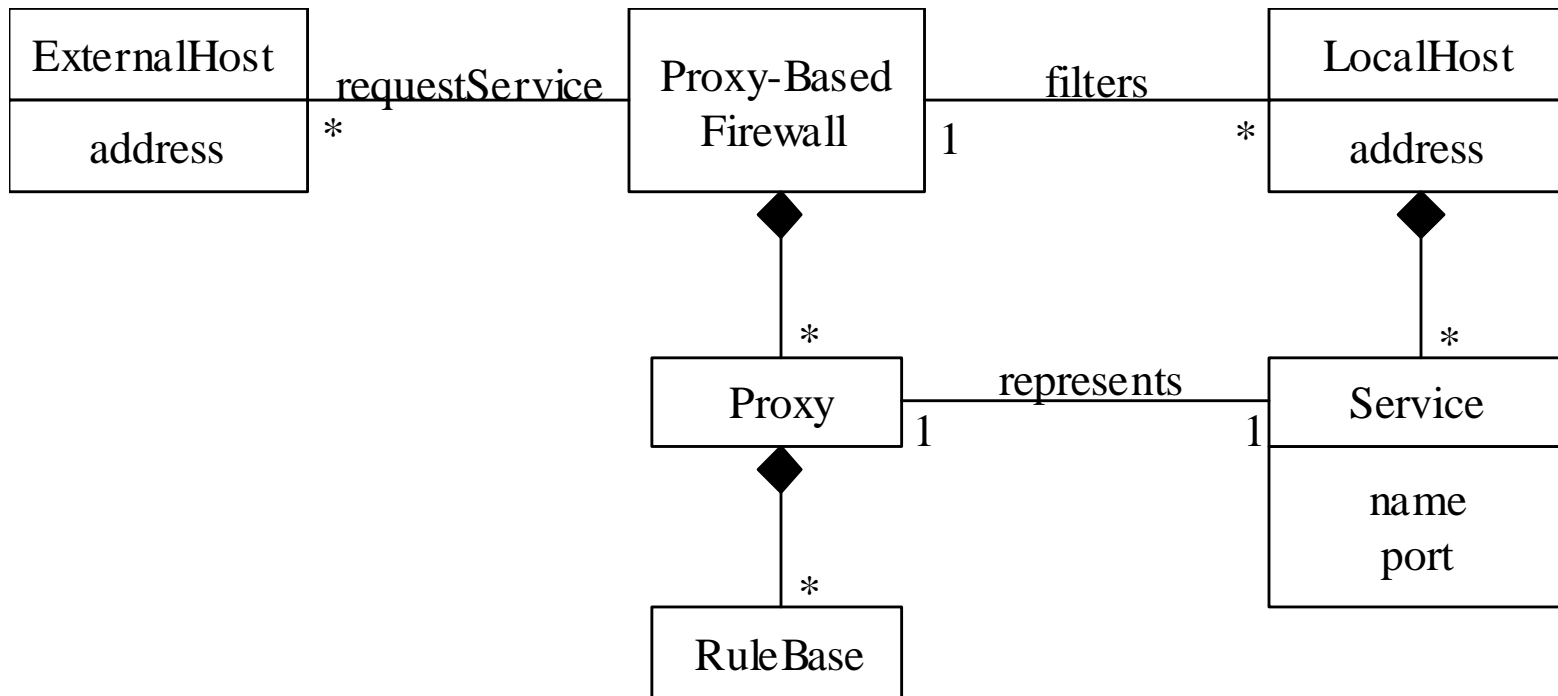 ExternalHost
address
requestService
*
Proxy-Based
Firewall
filters
1
*
LocalHost
address
*
*
Proxy
represents
1
1
Service
name
port
*
RuleBase